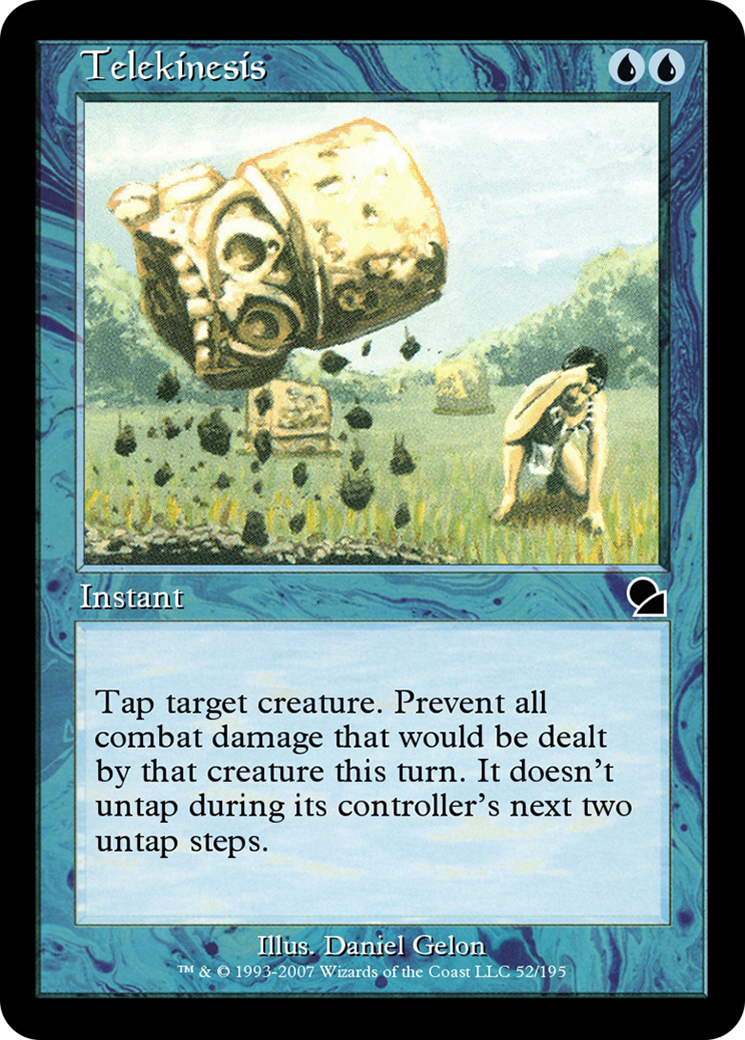 Telekinesis
Instant
Tap target creature. Prevent all
combat damage that would be dealt
by that creature this turn. It doesn't
untap during its controller's next two
untap steps.
Illus. Daniel Gelon
™ & © 1993-2007 Wizards of the Coast LLC 52/195